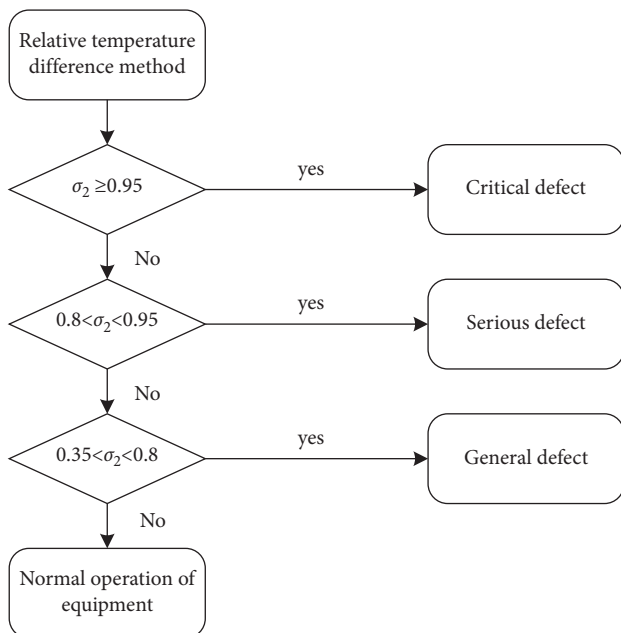 Relative temperature
difference method
σ₂ ≥0.95
yes
Critical defect
No
0.8<σ₂<0.95
yes
Serious defect
No
0.35<σ₂<0.8
yes
General defect
No
Normal operation of
equipment